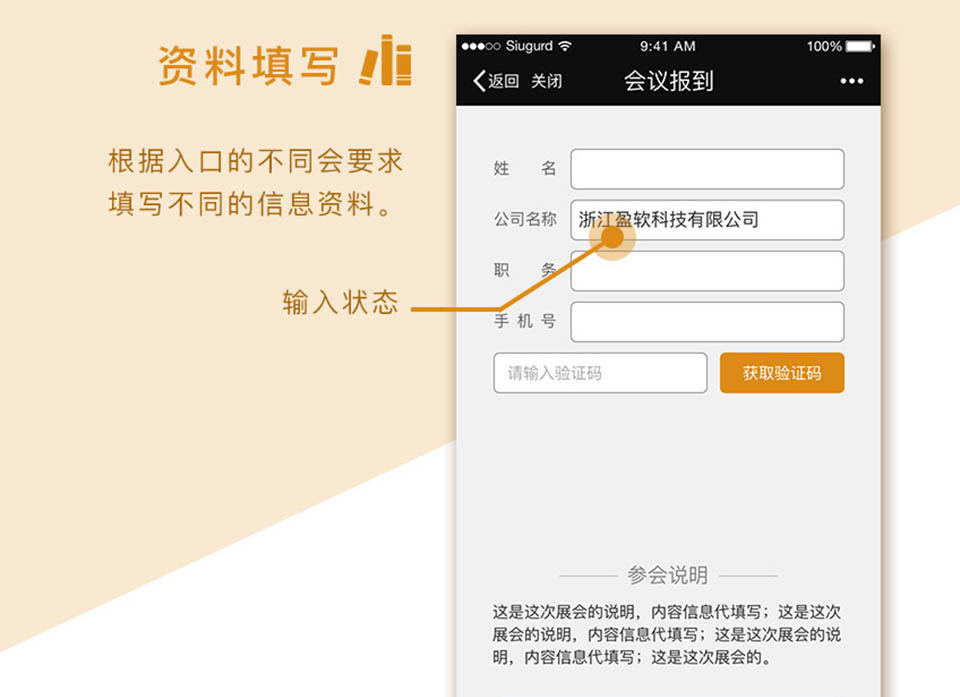 资料填写
根据入口的不同会要求
填写不同的信息资料。
输入状态
Siugurd 9:41 AM 100%
返回 关闭 会议报到
姓名
公司名称 浙江盈软科技有限公司
职务
手机号
请输入验证码 获取验证码
参会说明
这是这次展会的说明，内容信息代填写；这是这次
展会的说明，内容信息代填写；这是这次展会的说
明，内容信息代填写；这是这次展会的。